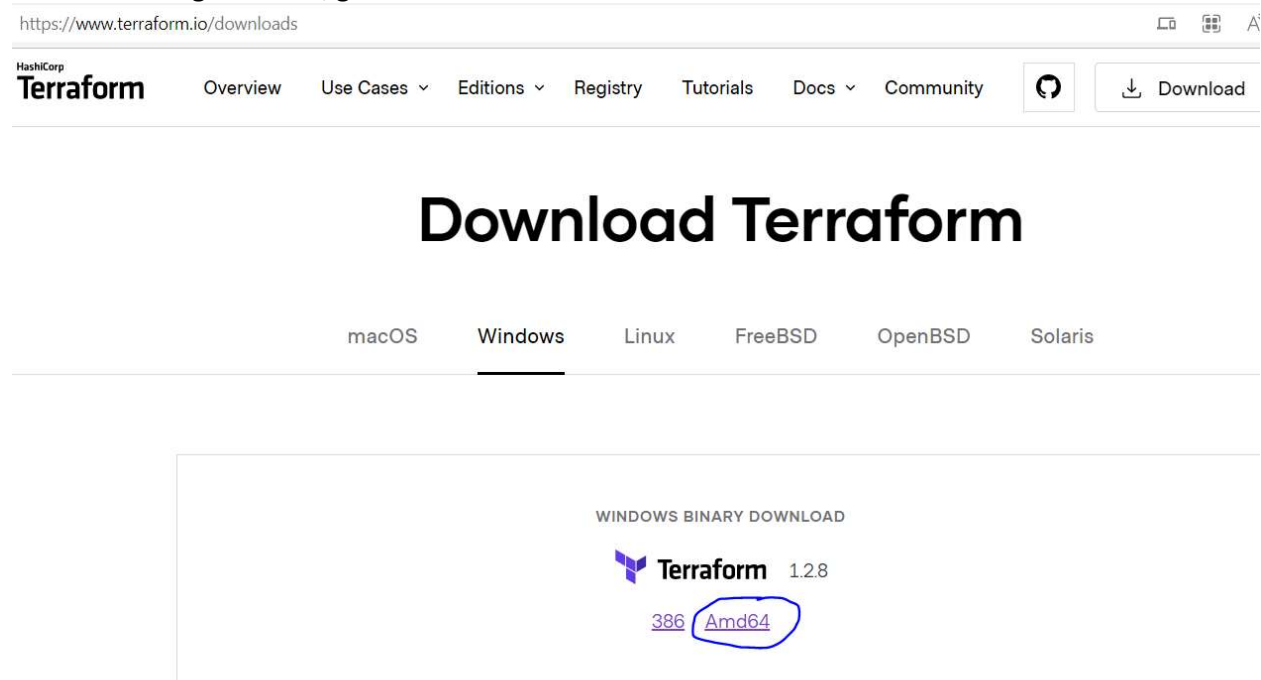 https://www.terraform.io/downloads
HashiCorp
Terraform Overview Use Cases Editions Registry Tutorials Docs Community Download
Download Terraform
macOS Windows Linux FreeBSD OpenBSD Solaris
WINDOWS BINARY DOWNLOAD
Terraform 1.2.8
386 Amd64